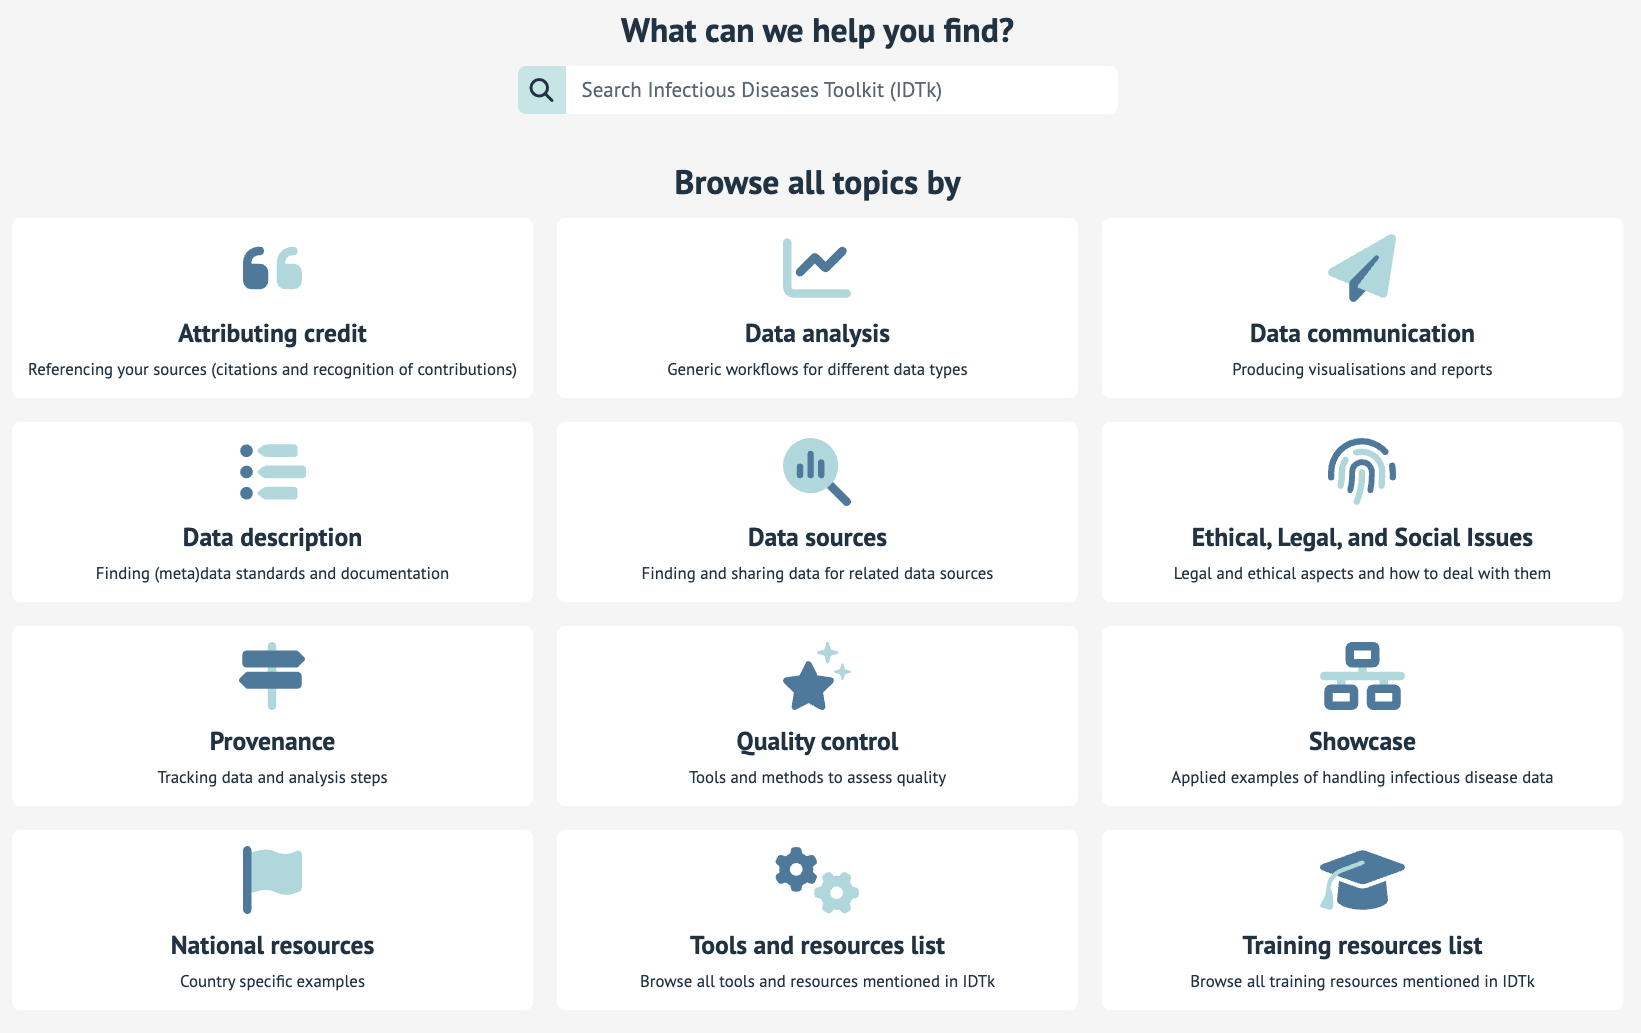 What can we help you find?
Search Infectious Diseases Toolkit (IDTk)
Browse all topics by
Attributing credit
Referencing your sources (citations and recognition of contributions)
Data analysis
Generic workflows for different data types
Data communication
Producing visualisations and reports
Data description
Finding (meta)data standards and documentation
Data sources
Finding and sharing data for related data sources
Ethical, Legal, and Social Issues
Legal and ethical aspects and how to deal with them
Provenance
Tracking data and analysis steps
Quality control
Tools and methods to assess quality
Showcase
Applied examples of handling infectious disease data
National resources
Country specific examples
Tools and resources list
Browse all tools and resources mentioned in IDTk
Training resources list
Browse all training resources mentioned in IDTk